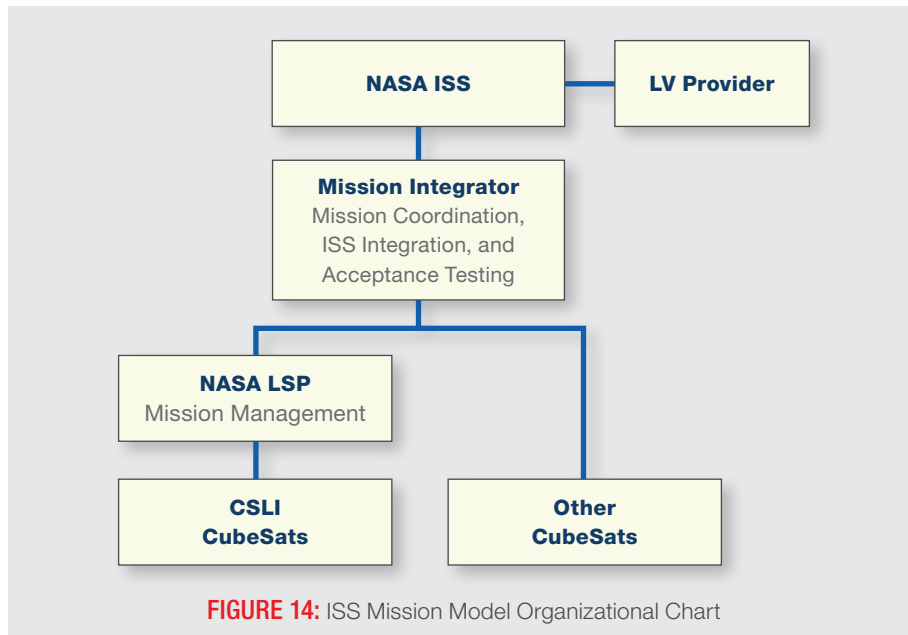 NASA ISS
LV Provider
Mission Integrator
Mission Coordination,
ISS Integration, and
Acceptance Testing
NASA LSP
Mission Management
CSLI
CubeSats
Other
CubeSats
FIGURE 14: ISS Mission Model Organizational Chart